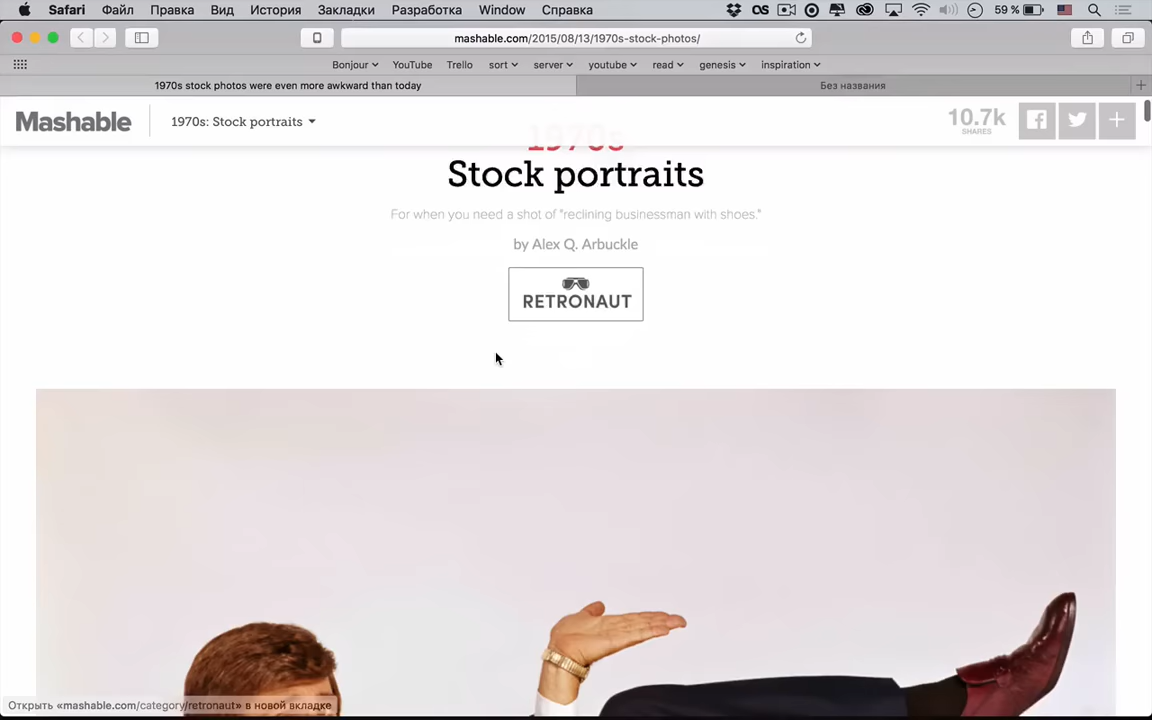 Safari Файл Правка Вид История Закладки Разработка Window Справка 59 %
mashable.com/2015/08/13/1970s-stock-photos/
Bonjour YouTube Trello sort server youtube read genesis inspiration
1970s stock photos were even more awkward than today Без названия
Mashable 1970s: Stock portraits 10.7k
SHARES
1970s
Stock portraits
For when you need a shot of "reclining businessman with shoes."
by Alex Q. Arbuckle
RETRONAUT
Открыть «mashable.com/category/retronaut» в новой вкладке